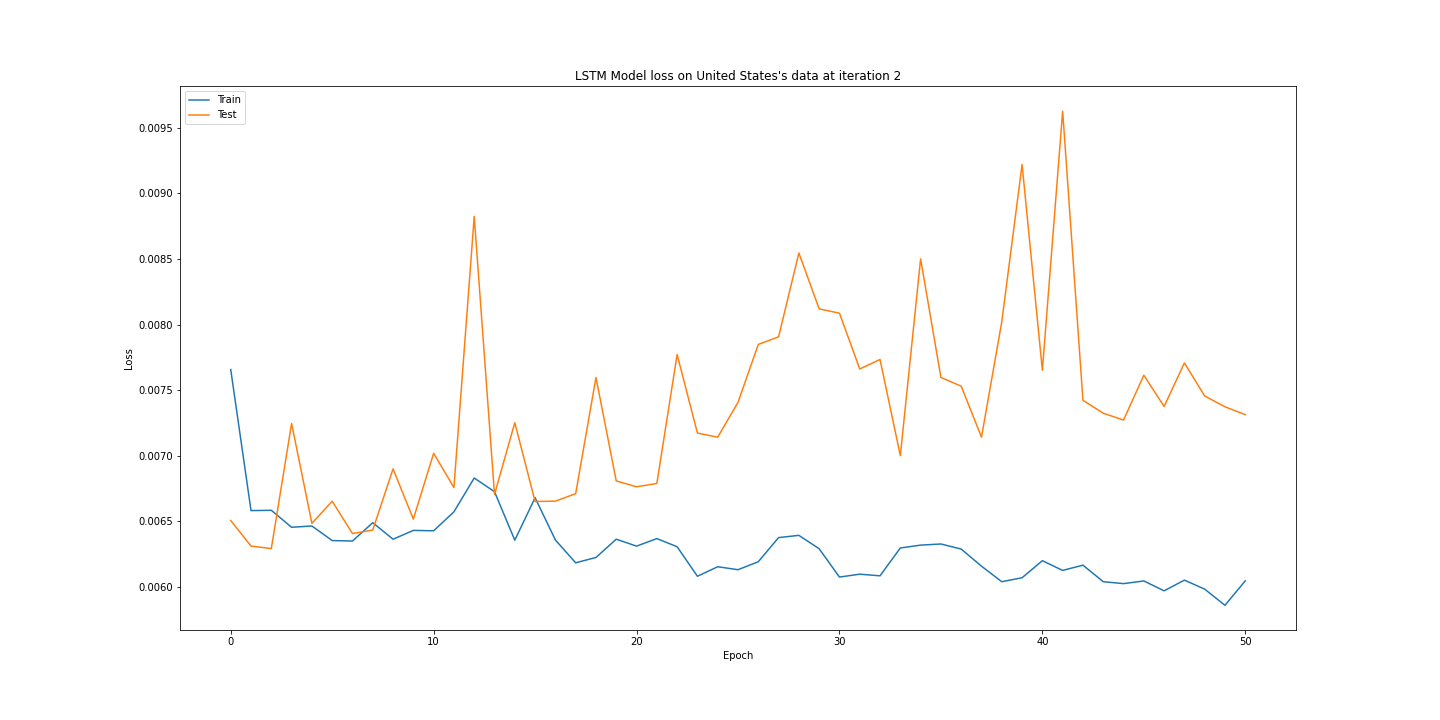 LSTM Model loss on United States's data at iteration 2
Train
Test
0.0095
0.0090
0.0085
0.0080
0.0075
0.0070
0.0065
0.0060
Loss
0 10 20 30 40 50
Epoch